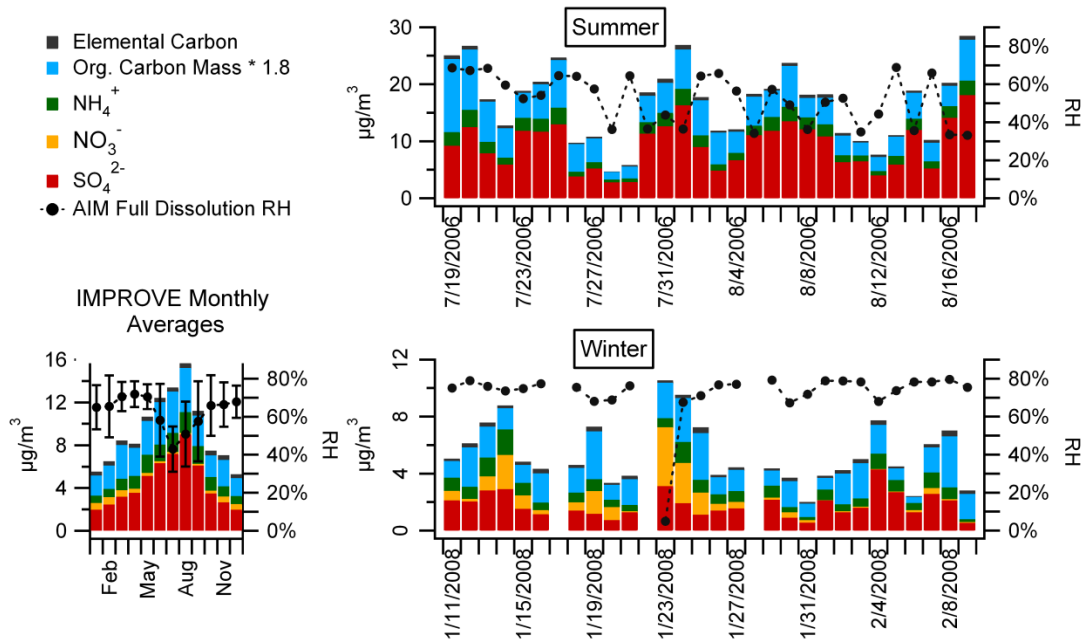 Elemental Carbon
Org. Carbon Mass * 1.8
NH₄⁺
NO₃⁻
SO₄²⁻
AIM Full Dissolution RH
Summer
30
20
10
0
µg/m³
80%
60%
40%
20%
0%
RH
7/19/2006
7/23/2006
7/27/2006
7/31/2006
8/4/2006
8/8/2006
8/12/2006
8/16/2006
IMPROVE Monthly
Averages
16
12
8
4
0
µg/m³
80%
60%
40%
20%
0%
RH
Feb
May
Aug
Nov
Winter
12
8
4
0
µg/m³
80%
60%
40%
20%
0%
RH
1/11/2008
1/15/2008
1/19/2008
1/23/2008
1/27/2008
1/31/2008
2/4/2008
2/8/2008